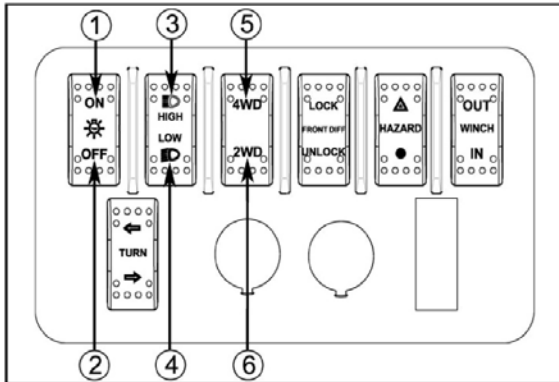 ① ③ ⑤
ON
OFF
HIGH
LOW
4WD
2WD
LOCK
FRONT DIFF
UNLOCK
HAZARD
OUT
WINCH
IN
TURN
② ④ ⑥